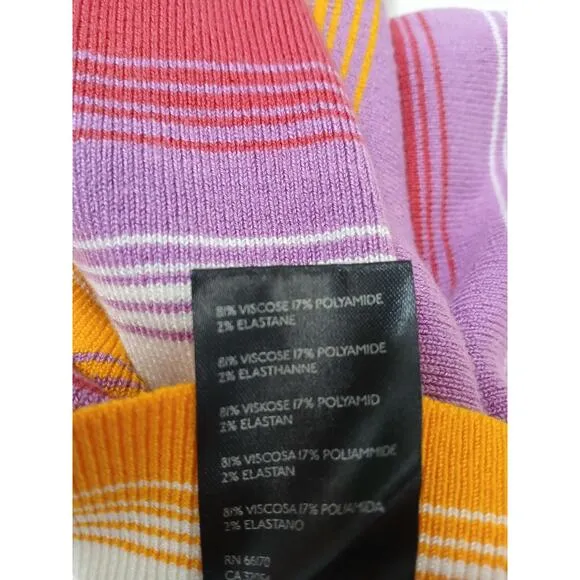 81% VISCOSE 17% POLYAMIDE
2% ELASTANE
81% VISCOSE 17% POLYAMIDE
2% ELASTHANNE
81% VISKOSE 17% POLYAMID
2% ELASTAN
81% VISCOSA 17% POLIAMMIDE
2% ELASTAN
81% VISCOSA 17% POLIAMIDA
2% ELASTANO
RN 66170
CA